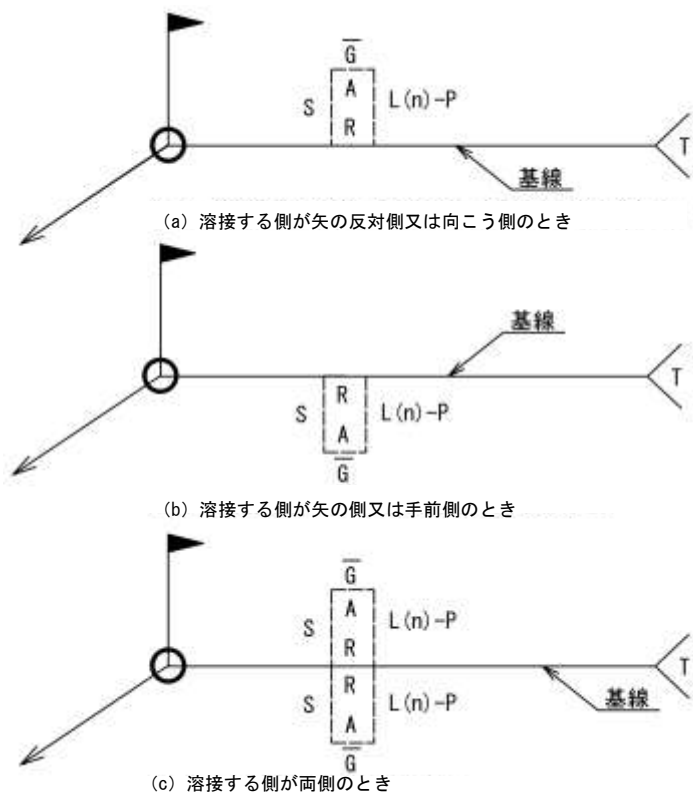 G
A
S L(n)-P
R
T
基線
(a) 溶接する側が矢の反対側又は向こう側のとき
基線
T
R
S L(n)-P
A
G
(b) 溶接する側が矢の側又は手前側のとき
G
A
S L(n)-P
R
T
R
S L(n)-P
基線
A
G
(c) 溶接する側が両側のとき